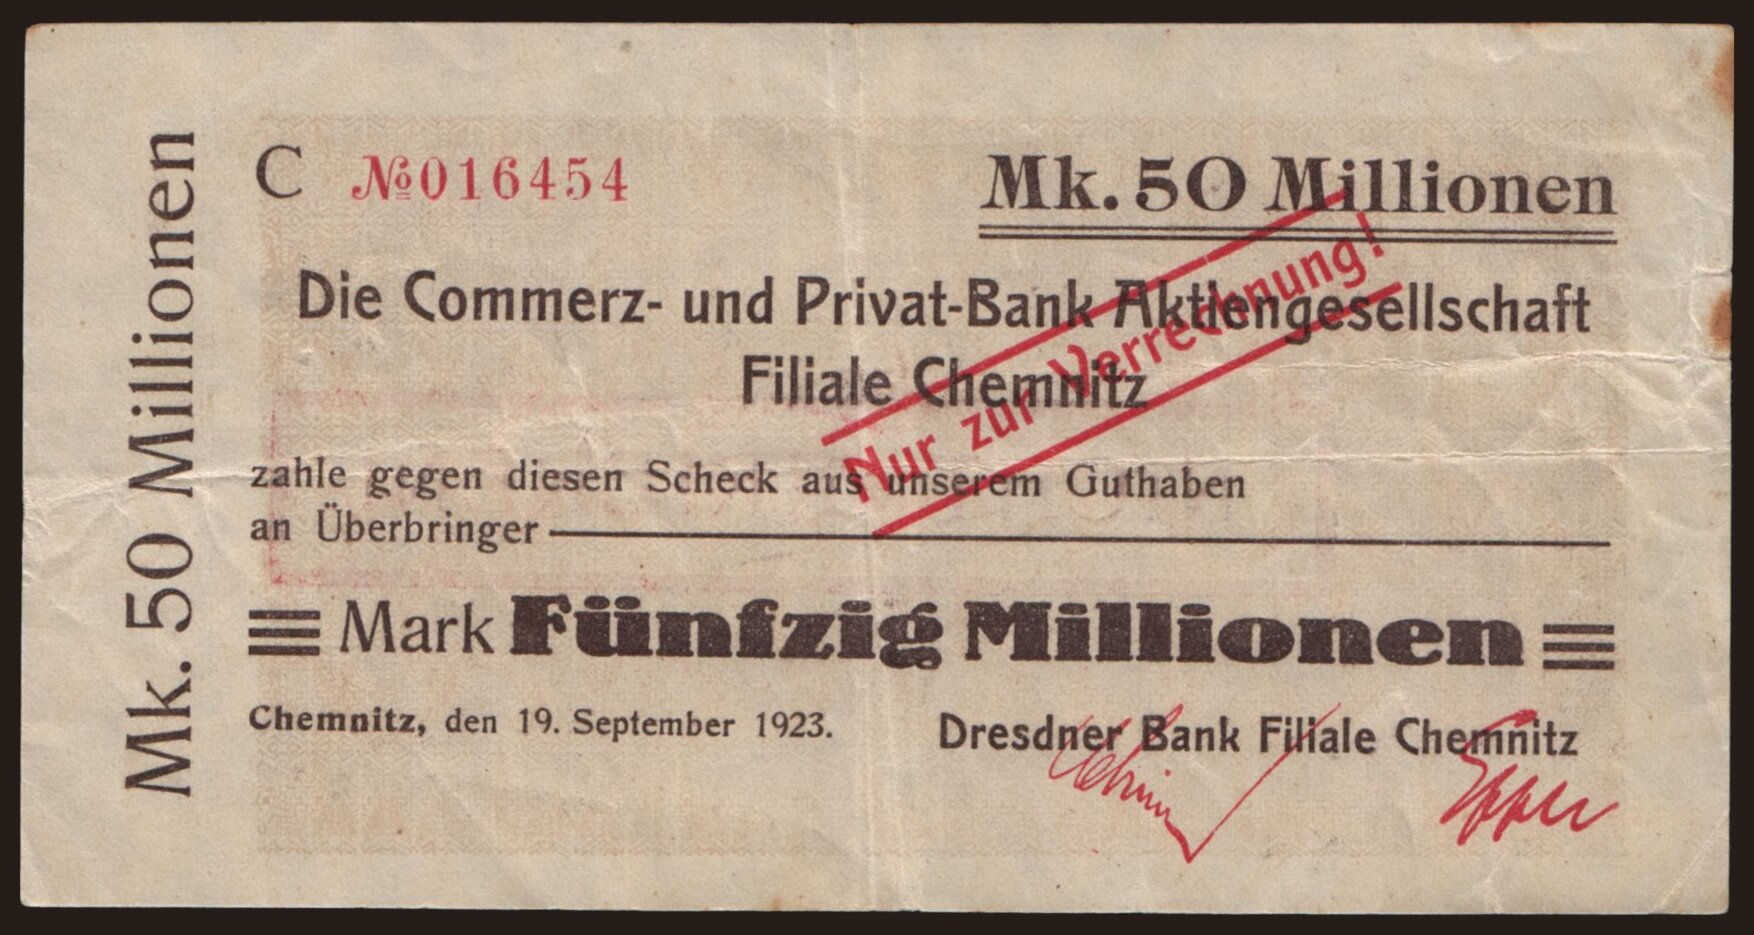 Mk. 50 Millionen
C № 016454
Mk. 50 Millionen
Die Commerz- und Privat-Bank Aktiengesellschaft
Filiale Chemnitz
Nur zur Verrechnung!
zahle gegen diesen Scheck aus unserem Guthaben
an Überbringer
Mark Fünfzig Millionen
Chemnitz, den 19. September 1923.
Dresdner Bank Filiale Chemnitz